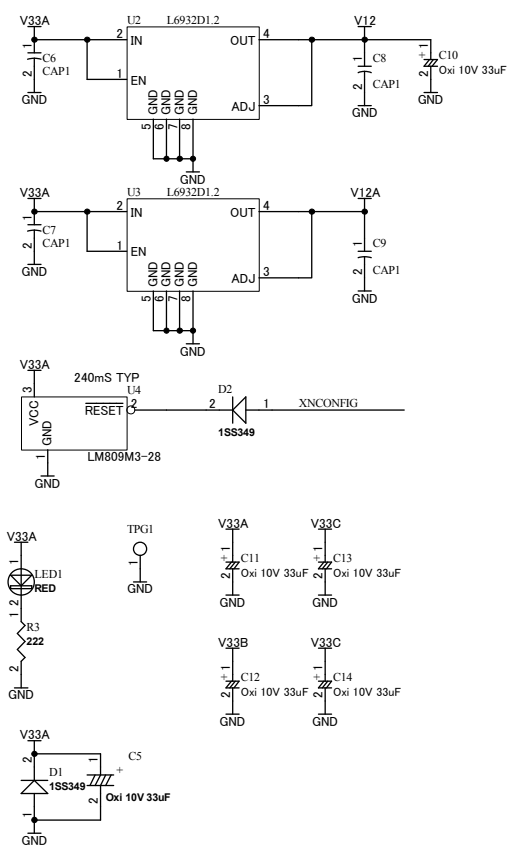 V33A U2 L6932D1.2 V12
2 IN OUT 4
1 C6 1 C8 + 1 C10
2 CAP1 1 EN 2 CAP1 2 Oxi 10V 33uF
GND GND GND GND GND ADJ 3 GND GND
5 6 7 8
GND
V33A U3 L6932D1.2 V12A
2 IN OUT 4
1 C7 1 C9
2 CAP1 1 EN 2 CAP1
GND GND GND GND GND ADJ 3 GND
5 6 7 8
GND
V33A 240mS TYP
3 U4 D2
VCC RESET 2 2 1 XNCONFIG
GND 1SS349
1 LM809M3-28
GND
V33A TPG1 V33A V33C
1 LED1 1 + 1 C11 + 1 C13
2 RED GND 2 Oxi 10V 33uF 2 Oxi 10V 33uF
1 R3 GND GND
222 V33B V33C
2 + 1 C12 + 1 C14
GND 2 Oxi 10V 33uF 2 Oxi 10V 33uF
GND GND
V33A
2 D1 1 C5 +
1 1SS349 2 Oxi 10V 33uF
GND